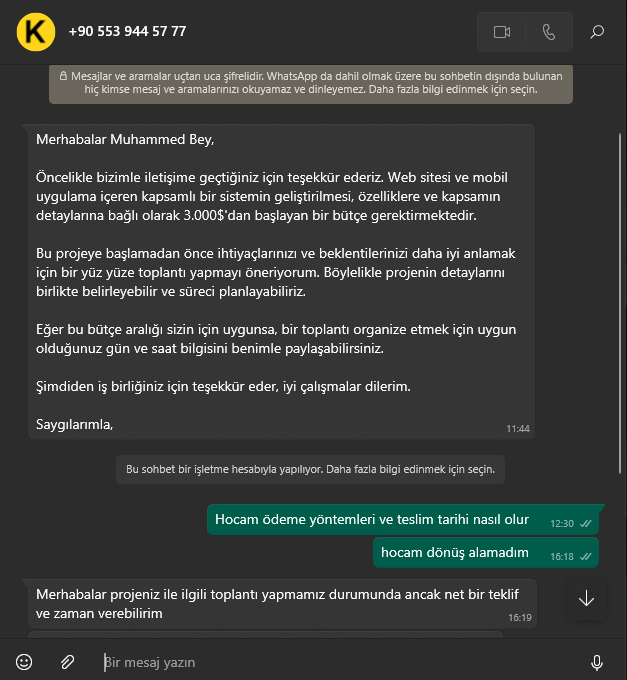 K
+90 553 944 57 77
Mesajlar ve aramalar uçtan uca şifrelidir. WhatsApp da dahil olmak üzere bu sohbetin dışında bulunan
hiç kimse mesaj ve aramalarınızı okuyamaz ve dinleyemez. Daha fazla bilgi edinmek için seçin.
Merhabalar Muhammed Bey,
Öncelikle bizimle iletişime geçtiğiniz için teşekkür ederiz. Web sitesi ve mobil
uygulama içeren kapsamlı bir sistemin geliştirilmesi, özelliklere ve kapsamın
detaylarına bağlı olarak 3.000$'dan başlayan bir bütçe gerektirmektedir.
Bu projeye başlamadan önce ihtiyaçlarınızı ve beklentilerinizi daha iyi anlamak
için bir yüz yüze toplantı yapmayı öneriyorum. Böylelikle projenin detaylarını
birlikte belirleyebilir ve süreci planlayabiliriz.
Eğer bu bütçe aralığı sizin için uygunsa, bir toplantı organize etmek için uygun
olduğunuz gün ve saat bilgisini benimle paylaşabilirsiniz.
Şimdiden iş birliğiniz için teşekkür eder, iyi çalışmalar dilerim.
Saygılarımla,
11:44
Bu sohbet bir işletme hesabıyla yapılıyor. Daha fazla bilgi edinmek için seçin.
Hocam ödeme yöntemleri ve teslim tarihi nasıl olur 12:30
hocam dönüş alamadım 16:18
Merhabalar projeniz ile ilgili toplantı yapmamız durumunda ancak net bir teklif
ve zaman verebilirim
16:19
Bir mesaj yazın